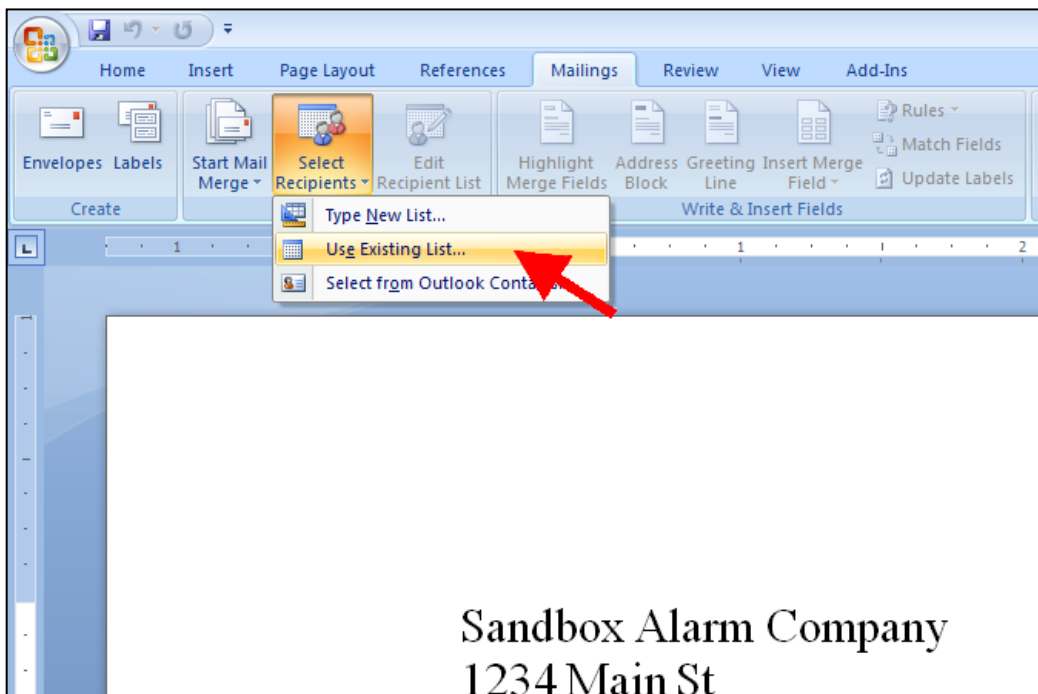 Home Insert Page Layout References Mailings Review View Add-Ins
Envelopes Labels
Start Mail
Merge
Select
Recipients
Edit
Recipient List
Highlight
Merge Fields
Address
Block
Greeting
Line
Insert Merge
Field
Rules
Match Fields
Update Labels
Create
Write & Insert Fields
Type New List...
Use Existing List...
Select from Outlook
L
1 1 2
1
Sandbox Alarm Company
1234 Main St